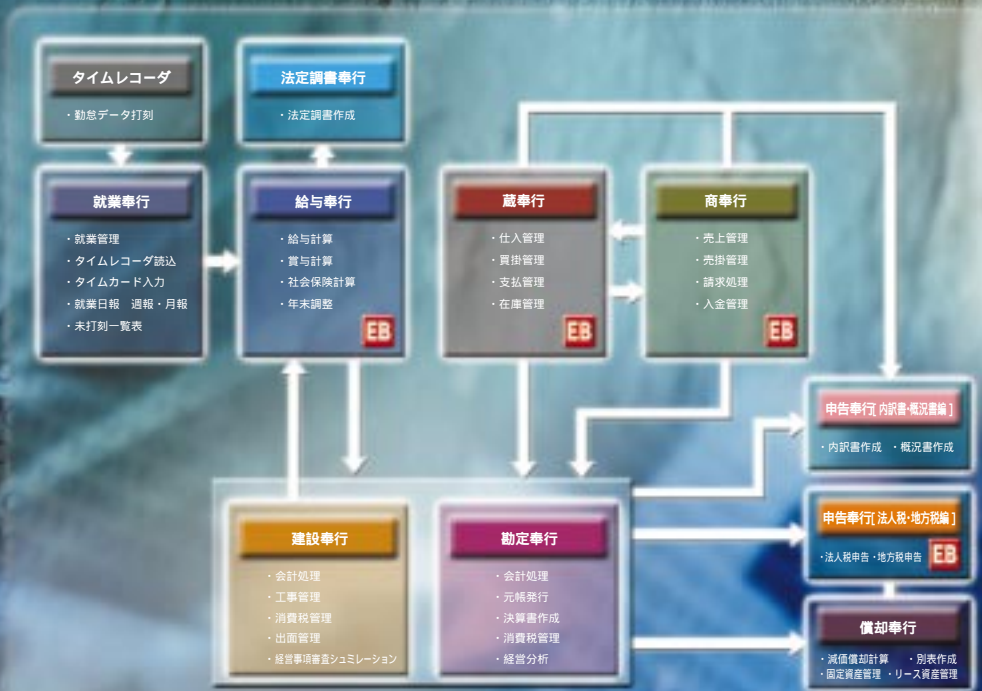 タイムレコーダ
・勤怠データ打刻
法定調書奉行
・法定調書作成
就業奉行
・就業管理
・タイムレコーダ読込
・タイムカード入力
・就業日報　週報・月報
・未打刻一覧表
給与奉行
・給与計算
・賞与計算
・社会保険計算
・年末調整
EB
蔵奉行
・仕入管理
・買掛管理
・支払管理
・在庫管理
EB
商奉行
・売上管理
・売掛管理
・請求処理
・入金管理
EB
申告奉行[内訳書・概況書編]
・内訳書作成　・概況書作成
建設奉行
・会計処理
・工事管理
・消費税管理
・出面管理
・経営事項審査シュミレーション
勘定奉行
・会計処理
・元帳発行
・決算書作成
・消費税管理
・経営分析
申告奉行[法人税・地方税編]
・法人税申告・地方税申告 EB
償却奉行
・減価償却計算　・別表作成
・固定資産管理　・リース資産管理